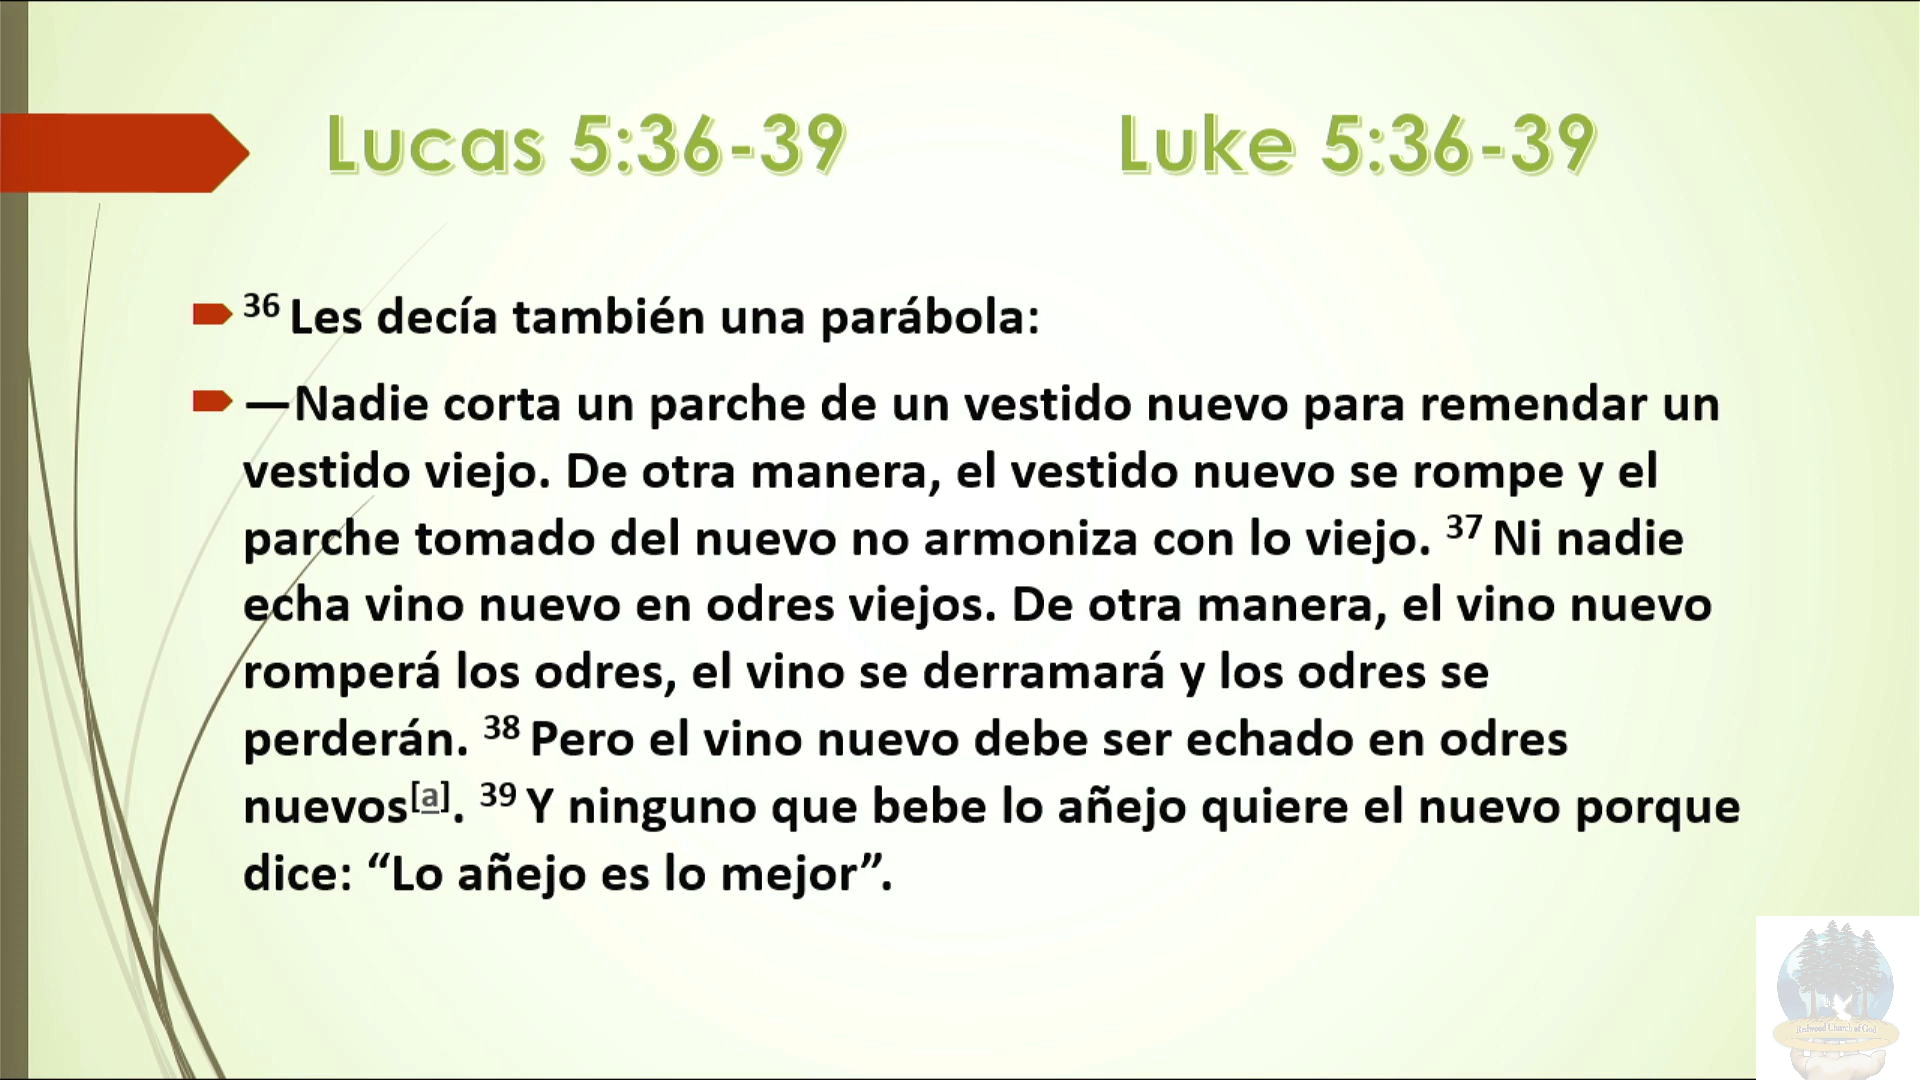 Lucas 5:36-39 Luke 5:36-39
36 Les decía también una parábola:
—Nadie corta un parche de un vestido nuevo para remendar un
vestido viejo. De otra manera, el vestido nuevo se rompe y el
parche tomado del nuevo no armoniza con lo viejo. 37 Ni nadie
echa vino nuevo en odres viejos. De otra manera, el vino nuevo
romperá los odres, el vino se derramará y los odres se
perderán. 38 Pero el vino nuevo debe ser echado en odres
nuevos[a]. 39 Y ninguno que bebe lo añejo quiere el nuevo porque
dice: “Lo añejo es lo mejor”.
Redwood Church of God